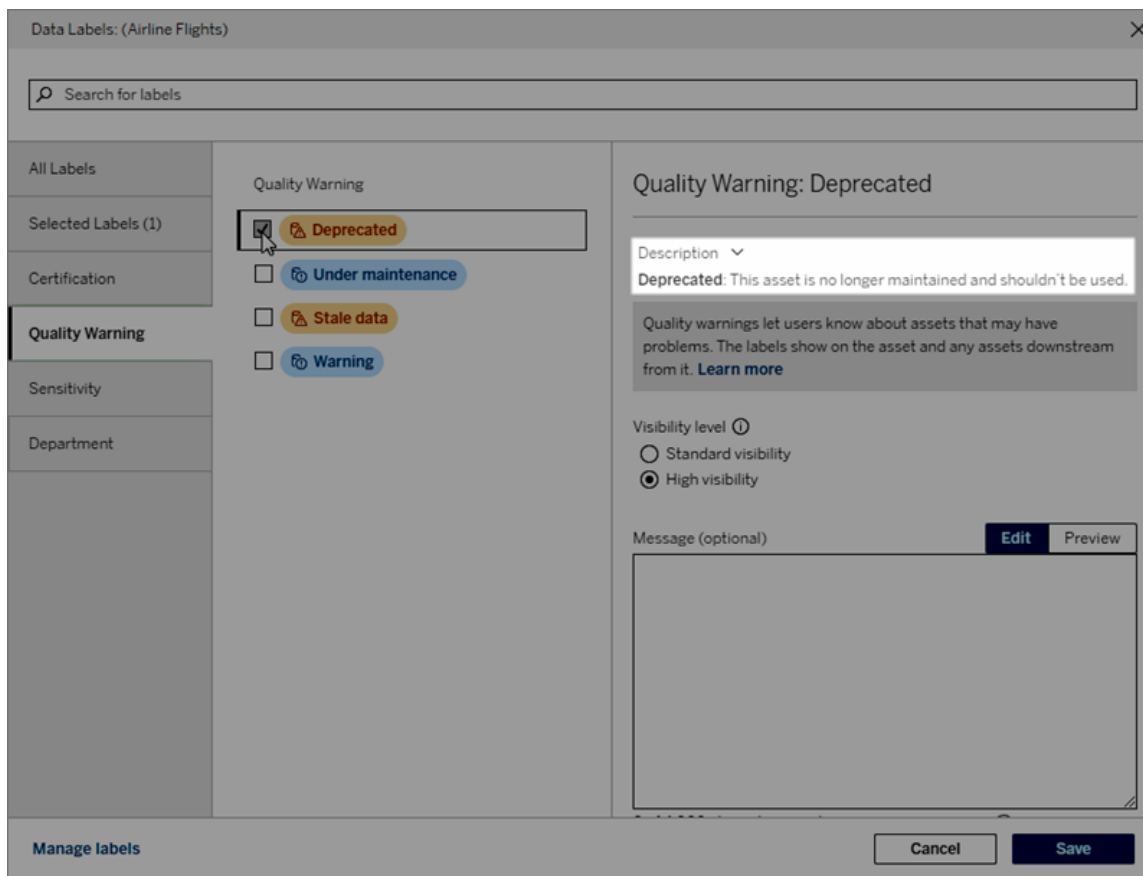 Data Labels: (Airline Flights)
Search for labels
All Labels
Selected Labels (1)
Certification
Quality Warning
Sensitivity
Department
Quality Warning
Deprecated
Under maintenance
Stale data
Warning
Quality Warning: Deprecated
Description
Deprecated: This asset is no longer maintained and shouldn't be used.
Quality warnings let users know about assets that may have
problems. The labels show on the asset and any assets downstream
from it. Learn more
Visibility level
Standard visibility
High visibility
Message (optional)
Edit
Preview
Manage labels
Cancel
Save